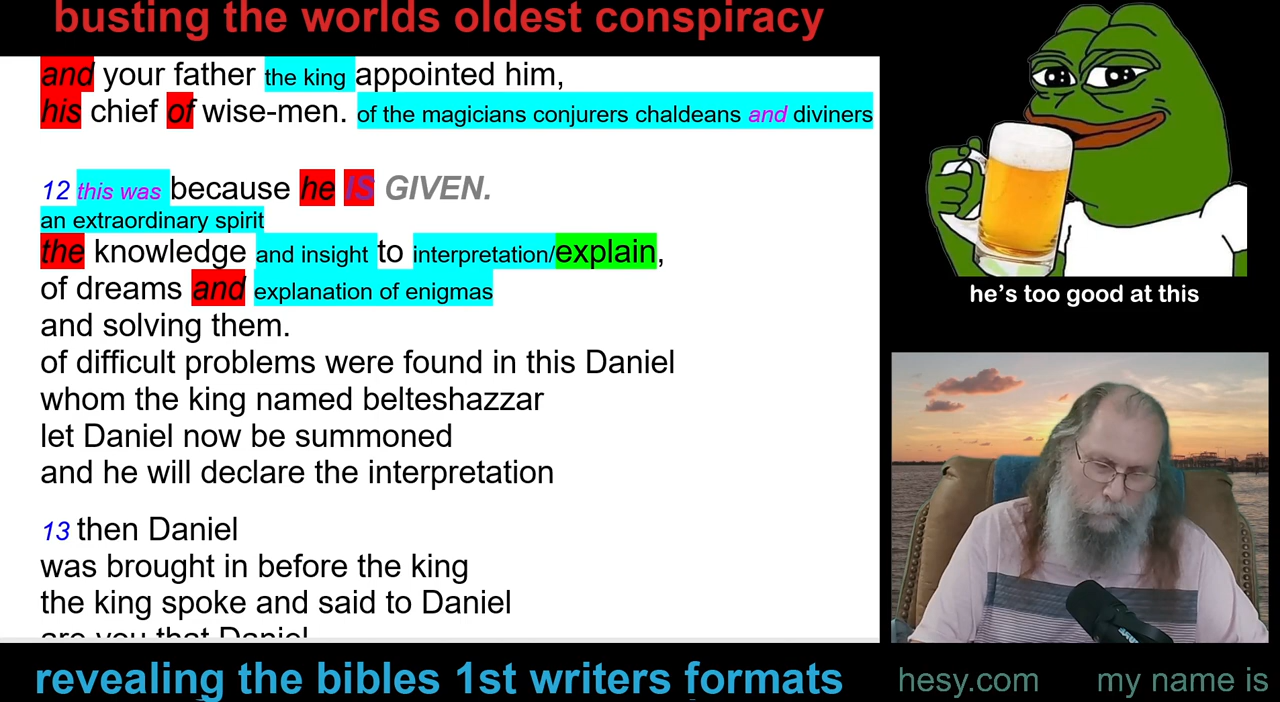 busting the worlds oldest conspiracy
and your father the king appointed him,
his chief of wise-men. of the magicians conjurers chaldeans and diviners
12 this was because he IS GIVEN.
an extraordinary spirit
the knowledge and insight to interpretation/explain,
of dreams and explanation of enigmas
and solving them.
of difficult problems were found in this Daniel
whom the king named belteshazzar
let Daniel now be summoned
and he will declare the interpretation
13 then Daniel
was brought in before the king
the king spoke and said to Daniel
are you that Daniel
he's too good at this
revealing the bibles 1st writers formats
hesy.com my name is